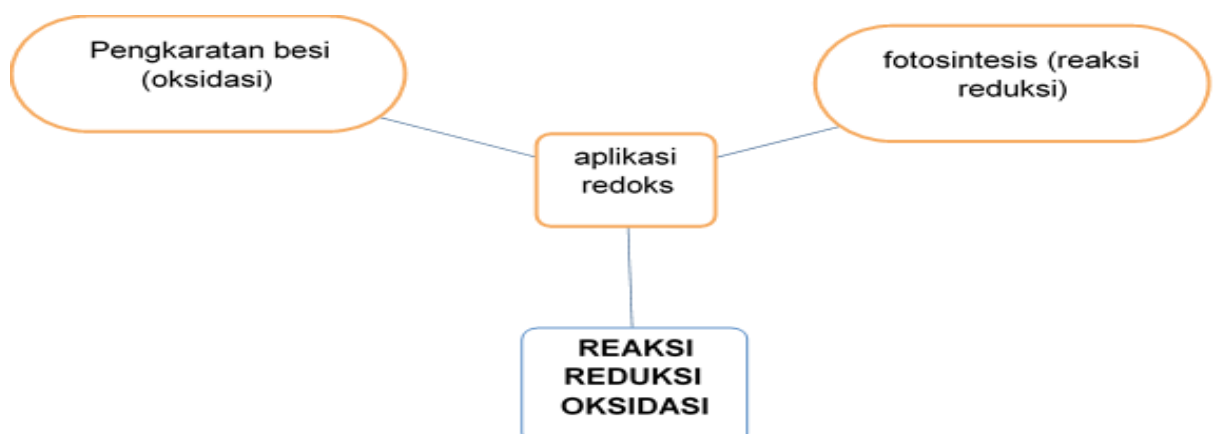 Pengkaratan besi
(oksidasi)
fotosintesis (reaksi
reduksi)
aplikasi
redoks
REAKSI
REDUKSI
OKSIDASI